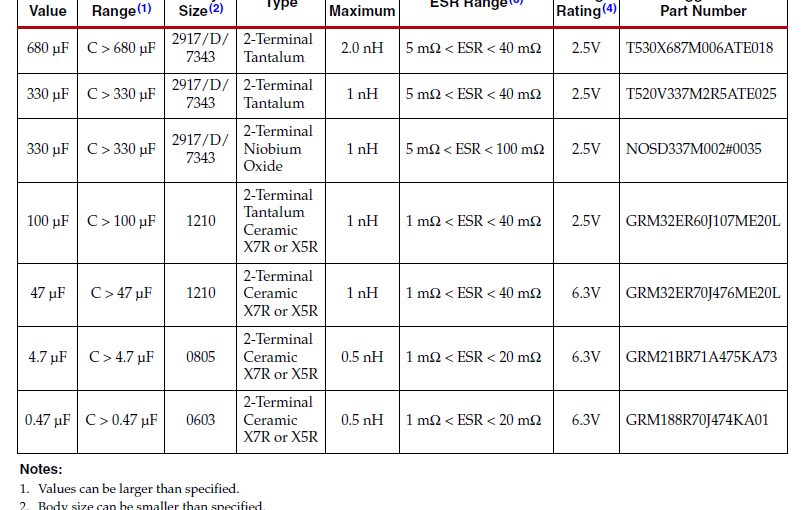 Value Range(1) Size(2) Type Maximum ESR Range Rating(4) Part Number
680 µF C > 680 µF 2917/D/ 7343 2-Terminal Tantalum 2.0 nH 5 mΩ < ESR < 40 mΩ 2.5V T530X687M006ATE018
330 µF C > 330 µF 2917/D/ 7343 2-Terminal Tantalum 1 nH 5 mΩ < ESR < 40 mΩ 2.5V T520V337M2R5ATE025
330 µF C > 330 µF 2917/D/ 7343 2-Terminal Niobium Oxide 1 nH 5 mΩ < ESR < 100 mΩ 2.5V NOSD337M002#0035
100 µF C > 100 µF 1210 2-Terminal Tantalum Ceramic X7R or X5R 1 nH 1 mΩ < ESR < 40 mΩ 2.5V GRM32ER60J107ME20L
47 µF C > 47 µF 1210 2-Terminal Ceramic X7R or X5R 1 nH 1 mΩ < ESR < 40 mΩ 6.3V GRM32ER70J476ME20L
4.7 µF C > 4.7 µF 0805 2-Terminal Ceramic X7R or X5R 0.5 nH 1 mΩ < ESR < 20 mΩ 6.3V GRM21BR71A475KA73
0.47 µF C > 0.47 µF 0603 2-Terminal Ceramic X7R or X5R 0.5 nH 1 mΩ < ESR < 20 mΩ 6.3V GRM188R70J474KA01
Notes:
1. Values can be larger than specified.
2. Body size can be smaller than specified.